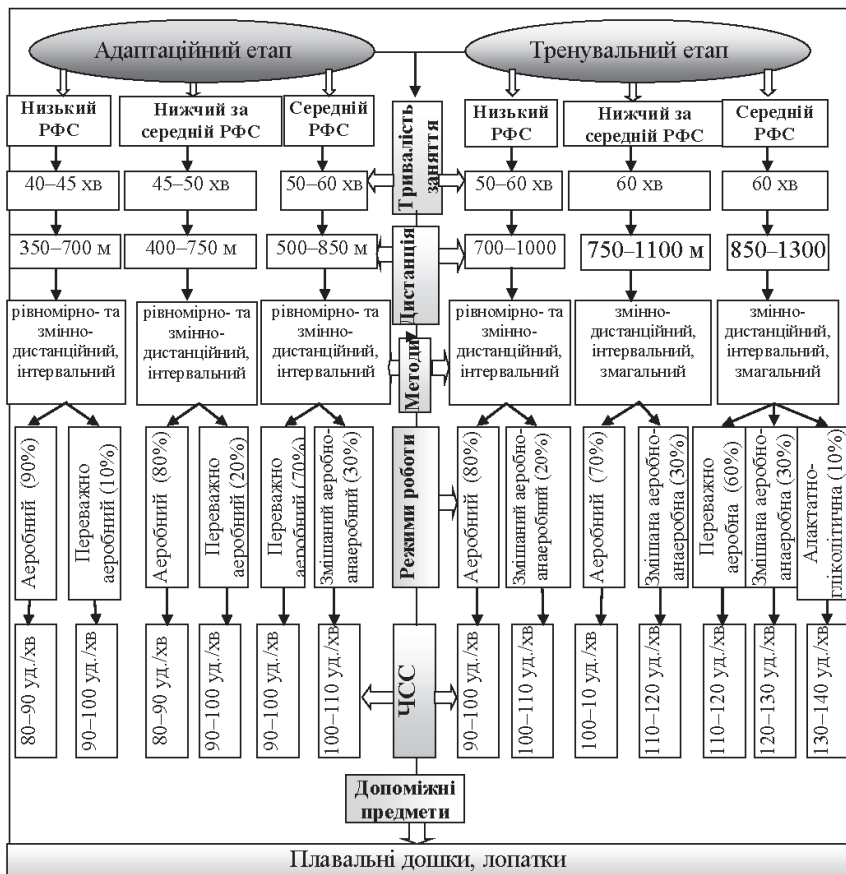 Адаптаційний етап
Тренувальний етап
Низький
РФС
Нижчий за
середній РФС
Середній
РФС
Тривалість
заняття
Низький
РФС
Нижчий за
середній РФС
Середній
РФС
40–45 хв
45–50 хв
50–60 хв
50–60 хв
60 хв
60 хв
350–700 м
400–750 м
500–850 м
Дистанція
700–1000
750–1100 м
850–1300
рівномірно- та
змінно-
дистанційний,
інтервальний
рівномірно- та
змінно-
дистанційний,
інтервальний
рівномірно- та
змінно-
дистанційний,
інтервальний
Методи
рівномірно- та
змінно-
дистанційний,
інтервальний
змінно-
дистанційний,
інтервальний,
змагальний
змінно-
дистанційний,
інтервальний,
змагальний
Аеробний (90%)
Переважно
аеробний (10%)
Аеробний (80%)
Переважно
аеробний (20%)
Переважно
аеробний (70%)
Змішаний аеробно-
анаеробний (30%)
Режими роботи
Аеробний (80%)
Змішаний аеробно-
анаеробний (20%)
Аеробний (70%)
Змішана аеробно-
анаеробна (30%)
Переважно
аеробна (60%)
Змішана аеробно-
анаеробна (30%)
Алактатно-
гліколітична (10%)
80–90 уд./хв
90–100 уд./хв
80–90 уд./хв
90–100 уд./хв
90–100 уд./хв
100–110 уд./хв
ЧСС
90–100 уд./хв
100–110 уд./хв
100–10 уд./хв
110–120 уд./хв
110–120 уд./хв
120–130 уд./хв
130–140 уд./хв
Допоміжні
предмети
Плавальні дошки, лопатки